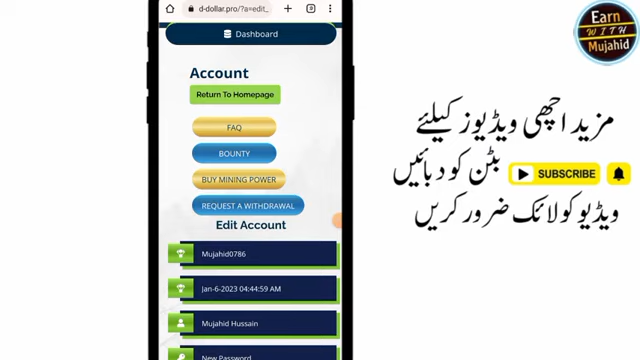 d-dollar.pro/?a=edit_
Dashboard
Account
Return To Homepage
FAQ
BOUNTY
BUY MINING POWER
REQUEST A WITHDRAWAL
Edit Account
Mujahid0786
Jan-6-2023 04:44:59 AM
Mujahid Hussain
New Password
Earn
WITH
Mujahid
مزید اچھی ویڈیوز کیلئے
SUBSCRIBE بٹن کو دبائیں
ویڈیو کو لائک ضرور کریں